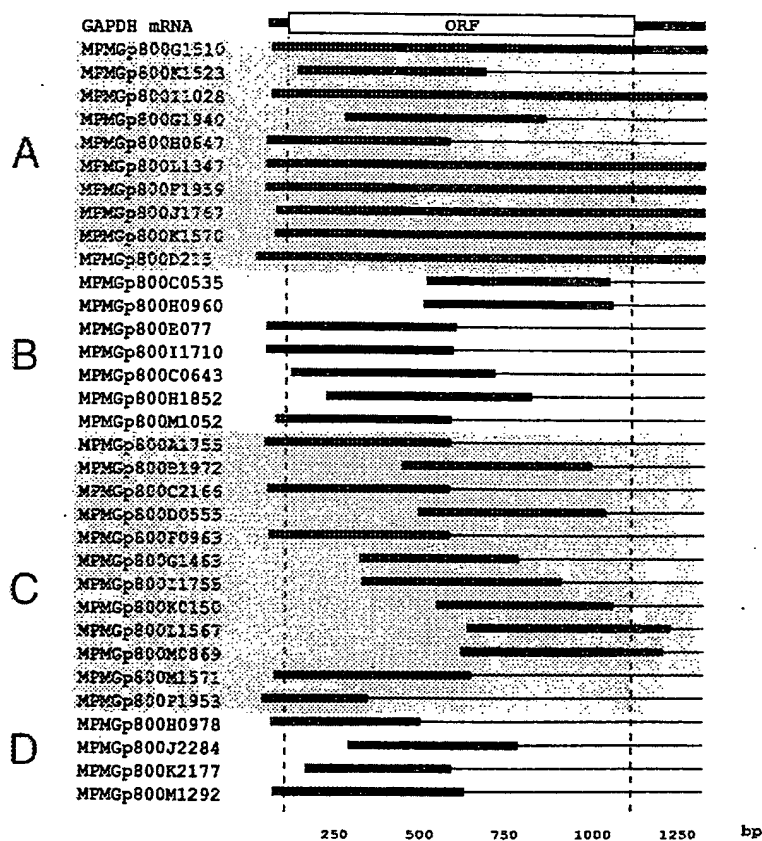 GAPDH mRNA ORF
MPMGp800G1510
MPMGp800K1523
MPMGp800I1028
MPMGp800G1940
A
MPMGp800H0647
MPMGp800L1347
MPMGp800F1939
MPMGp800J1767
MPMGp800K1570
MPMGp800D215
MPMGp800C0535
MPMGp800H0960
MPMGp800E077
B
MPMGp800I1710
MPMGp800C0643
MPMGp800H1852
MPMGp800M1052
MPMGp800A1755
MPMGp800B1972
MPMGp800C2166
MPMGp800D0555
MPMGp800F0963
MPMGp800G1463
C
MPMGp800I1755
MPMGp800K0150
MPMGp800L1567
MPMGp800M0869
MPMGp800M1571
MPMGp800P1953
MPMGp800H0978
D
MPMGp800J2284
MPMGp800K2177
MPMGp800M1292
250 500 750 1000 1250 bp